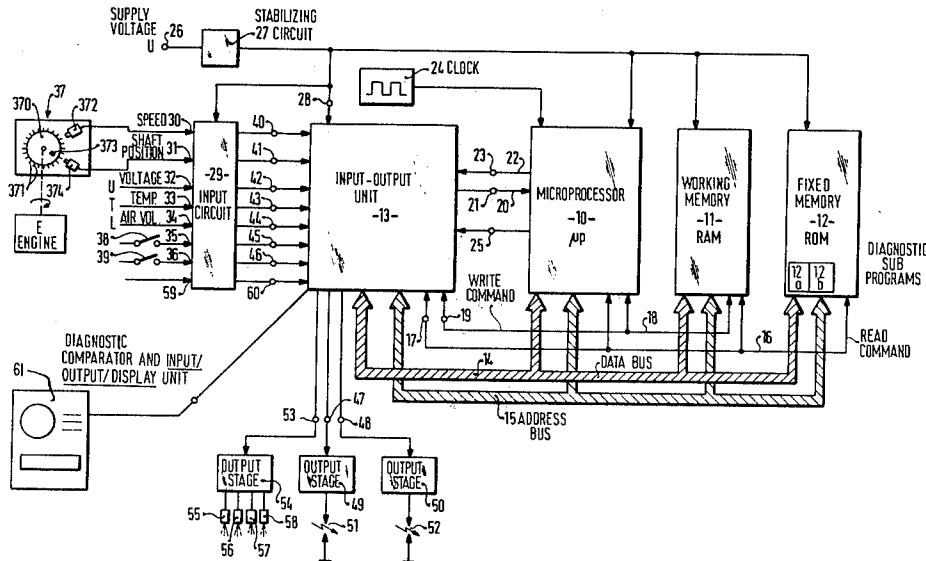 SUPPLY VOLTAGE
U 26
STABILIZING
27 CIRCUIT
24 CLOCK
28
37
370
372
373
371
374
E
ENGINE
SPEED 30
SHAFT POSITION
31
U VOLTAGE 32
T TEMP. 33
L AIR VOL. 34
38
35
39
36
59
-29-
INPUT
CIRCUIT
40
41
42
43
44
45
46
60
INPUT-OUTPUT
UNIT
-13-
23
22
21
20
25
MICROPROCESSOR
-10-
μp
WORKING
MEMORY
-11-
RAM
FIXED
MEMORY
-12-
ROM
12 a
12 b
DIAGNOSTIC
SUB
PROGRAMS
WRITE
COMMAND
19
17
18
16
READ
COMMAND
14
DATA BUS
15 ADDRESS
BUS
DIAGNOSTIC
COMPARATOR AND INPUT/
OUTPUT/DISPLAY UNIT
61
53
47
48
OUTPUT
STAGE
54
OUTPUT
STAGE
49
OUTPUT
STAGE
50
55
56
57
58
51
52